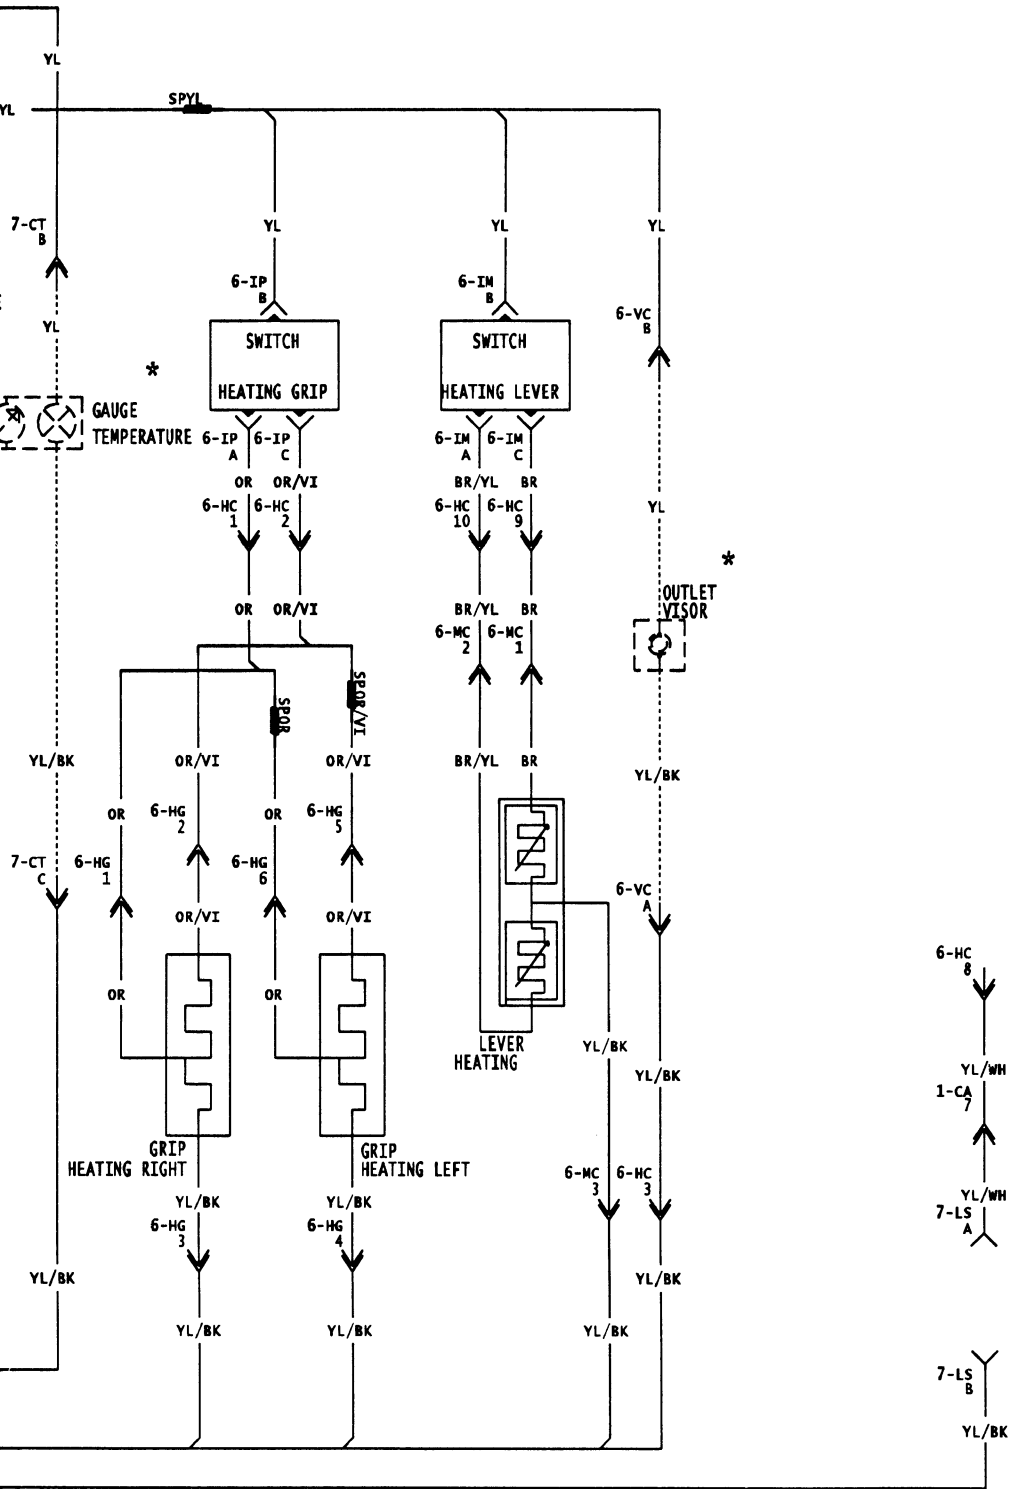 YL
SPYL
YL
7-CT
B
YL
YL
YL
6-IP
B
6-IM
B
6-VC
B
YL
SWITCH
HEATING GRIP
SWITCH
HEATING LEVER
*
GAUGE
TEMPERATURE
6-IP
A
6-IP
C
6-IM
A
6-IM
C
OR
OR/VI
BR/YL
BR
6-HC
1
6-HC
2
6-HC
10
6-HC
9
YL
*
OUTLET
VISOR
OR
OR/VI
BR/YL
BR
6-MC
2
6-MC
1
SPOR
SPOR/VI
YL/BK
OR/VI
OR/VI
BR/YL
BR
YL/BK
OR
6-HG
2
OR
6-HG
5
7-CT
C
6-HG
1
6-HG
6
6-VC
A
OR/VI
OR/VI
6-HC
8
OR
OR
LEVER
HEATING
YL/BK
YL/BK
YL/WH
1-CA
7
GRIP
HEATING RIGHT
GRIP
HEATING LEFT
6-MC
3
6-HC
3
YL/BK
YL/BK
YL/WH
7-LS
A
6-HG
3
6-HG
4
YL/BK
YL/BK
YL/BK
YL/BK
YL/BK
7-LS
B
YL/BK